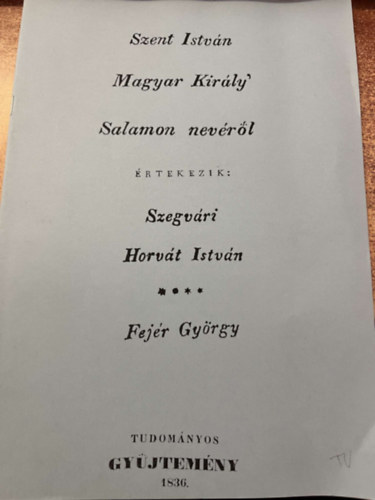 Szent István
Magyar Király'
Salamon nevéről
ÉRTEKEZIK:
Szegvári
Horvát István
Fejér György
TUDOMÁNYOS
GYŰJTEMÉNY
1836.